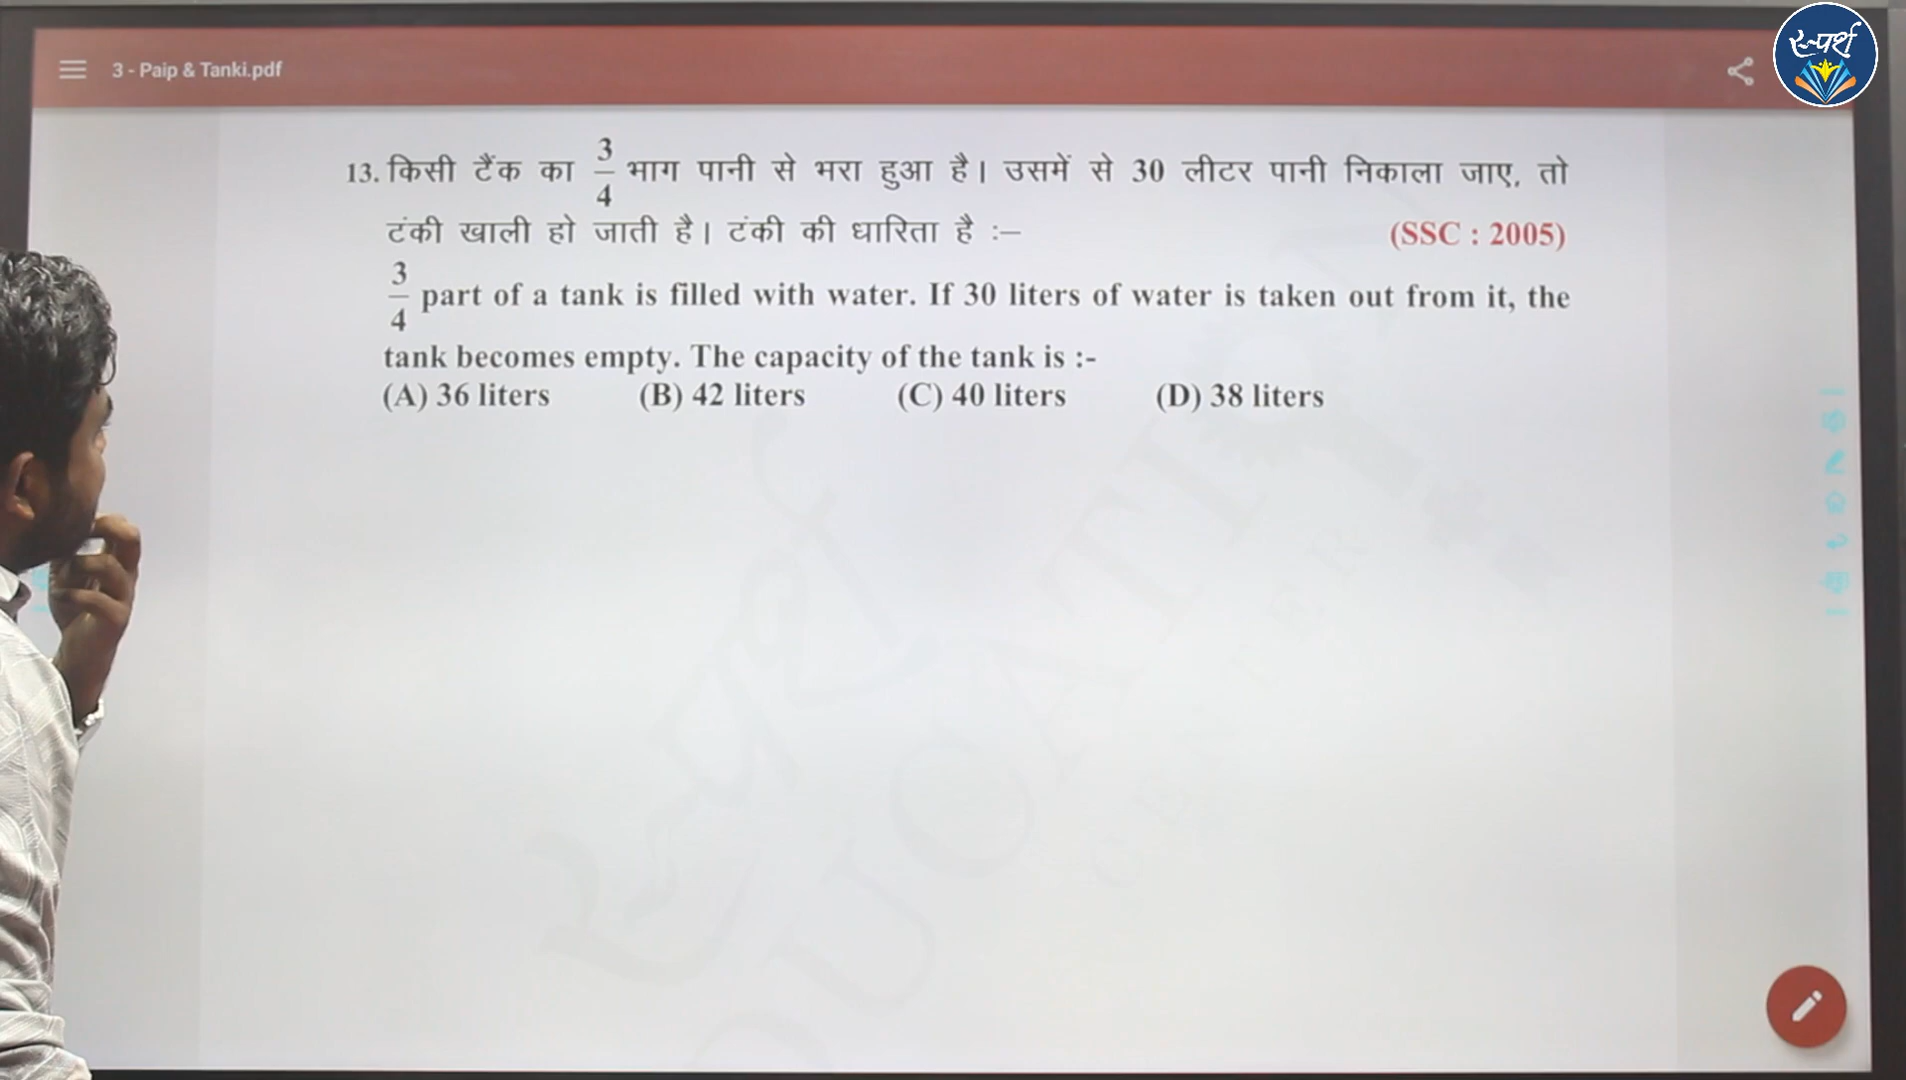 3 - Paip & Tanki.pdf
स्पर्श
13. किसी टैंक का 3/4 भाग पानी से भरा हुआ है। उसमें से 30 लीटर पानी निकाला जाए, तो
टंकी खाली हो जाती है। टंकी की धारिता है :– (SSC : 2005)
3/4 part of a tank is filled with water. If 30 liters of water is taken out from it, the
tank becomes empty. The capacity of the tank is :-
(A) 36 liters (B) 42 liters (C) 40 liters (D) 38 liters